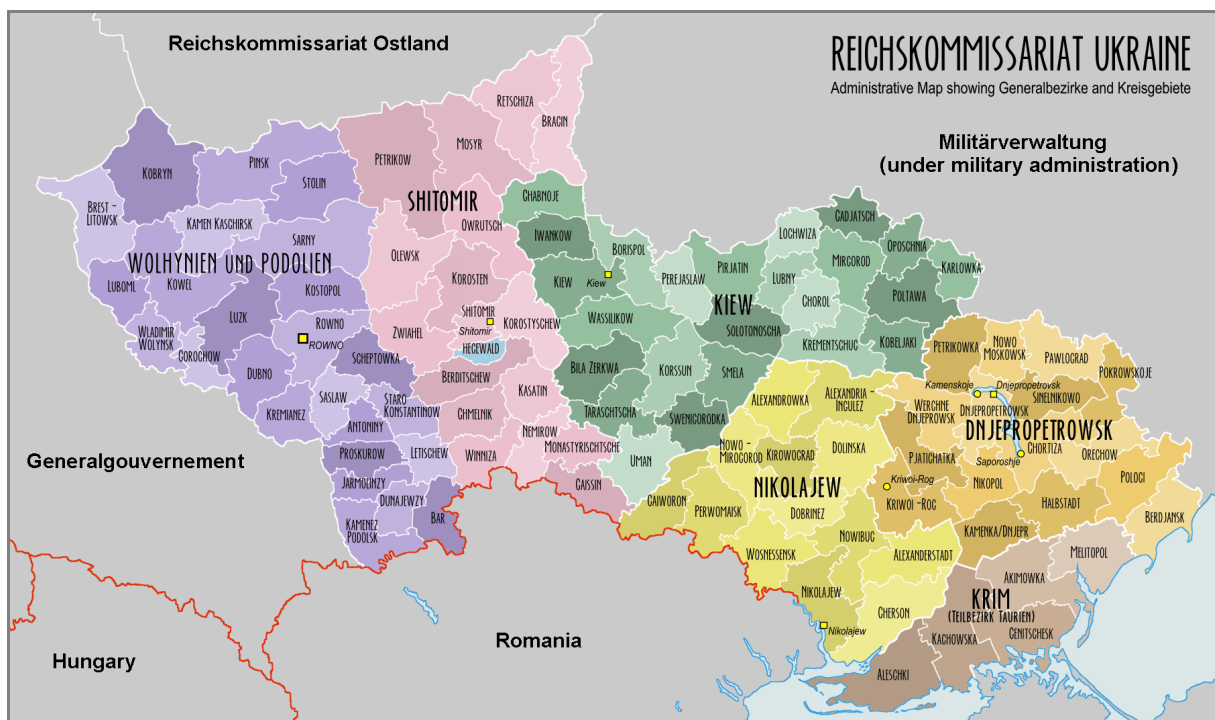 Reichskommissariat Ostland
REICHSKOMMISSARIAT UKRAINE
Administrative Map showing Generalbezirke and Kreisgebiete
Militärverwaltung
(under military administration)
Generalgouvernement
Hungary
Romania
WOLHYNIEN UND PODOLIEN
KOBRYN
PINSK
STOLIN
BREST -
LITOWSK
KAMEN KASCHIRSK
SARNY
LUBOML
KOWEL
KOSTOPOL
LUZK
ROWNO
ROWNO
WLADIMIR
WOLYNSK
GOROCHOW
SCHEPTOWKA
DUBNO
KREMIANEZ
SASLAW
STARO
KONSTANTINOW
ANTONINY
PROSKUROW
LETISCHEW
JARMOLINZY
DUNAJEWZY
KAMENEZ
PODOLSK
BAR
SHITOMIR
RETSCHIZA
BRAGIN
MOSYR
PETRIKOW
OWRUTSCH
OLEWSK
KOROSTEN
SHITOMIR
Shitomir
KOROSTYSCHEW
ZWIAHEL
HEGEWALD
BERDITSCHEW
KASATIN
CHMELNIK
NEMIROW
MONASTYRISCHTSCHE
WINNIZA
GAISSIN
KIEW
CHABNOJE
IWANKOW
BORISPOL
KIEW
Kiew
WASSILIKOW
PEREJASLAW
PIRJATIN
LOCHWIZA
GADJATSCH
OPOSCHNIA
MIRGOROD
KARLOWKA
LUBNY
CHOROL
POLTAWA
SOLOTONOSCHA
KREMENTSCHUG
KOBELJAKI
BILA ZERKWA
KORSSUN
SMELA
TARASCHTSCHA
SWENIGORODKA
UMAN
NIKOLAJEW
ALEXANDROWKA
ALEXANDRIA -
INGULEZ
NOWO -
MIROGOROD
KIROWOGRAD
DOLINSKA
GAIWORON
PERWOMAISK
DOBRINEZ
NOWIBUG
WOSNESSENSK
ALEXANDERSTADT
NIKOLAJEW
Nikolajew
CHERSON
DNJEPROPETROWSK
PETRIKOWKA
NOWO
MOSKOWSK
PAWLOGRAD
POKROWSKOJE
Kamenskoje
Dnjepropetrovsk
SINELNIKOWO
WERCHNE
DNJEPROWSK
DNJEPROPETROWSK
PJATICHATKA
CHORTIZA
ORECHOW
Saporoshje
Kriwoi-Rog
KRIWOI -ROG
NIKOPOL
POLOGI
HALBSTADT
BERDJANSK
KAMENKA/DNJEPR
KRIM
(TEILBEZIRK TAURIEN)
MELITOPOL
AKIMOWKA
GENITSCHESK
KACHOWSKA
ALESCHKI